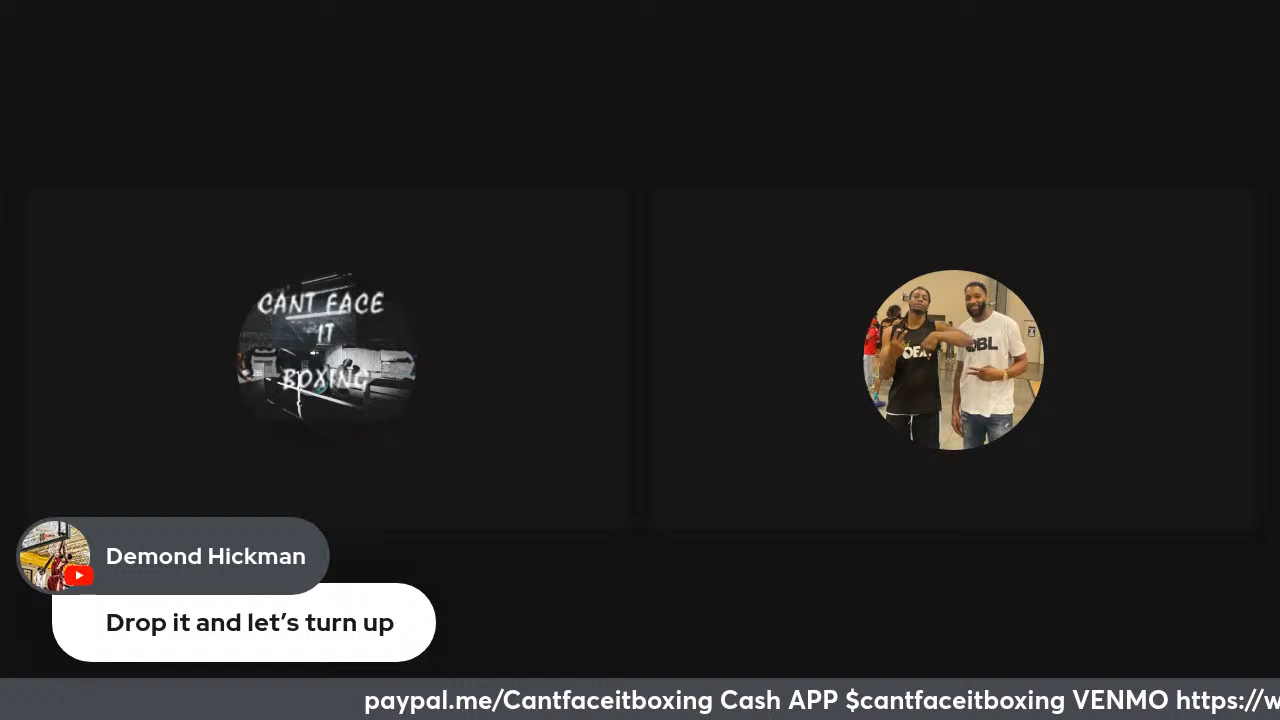 CANT FACE
IT
BOXING
QBL
Demond Hickman
Drop it and let's turn up
paypal.me/Cantfaceitboxing Cash APP $cantfaceitboxing VENMO https://w